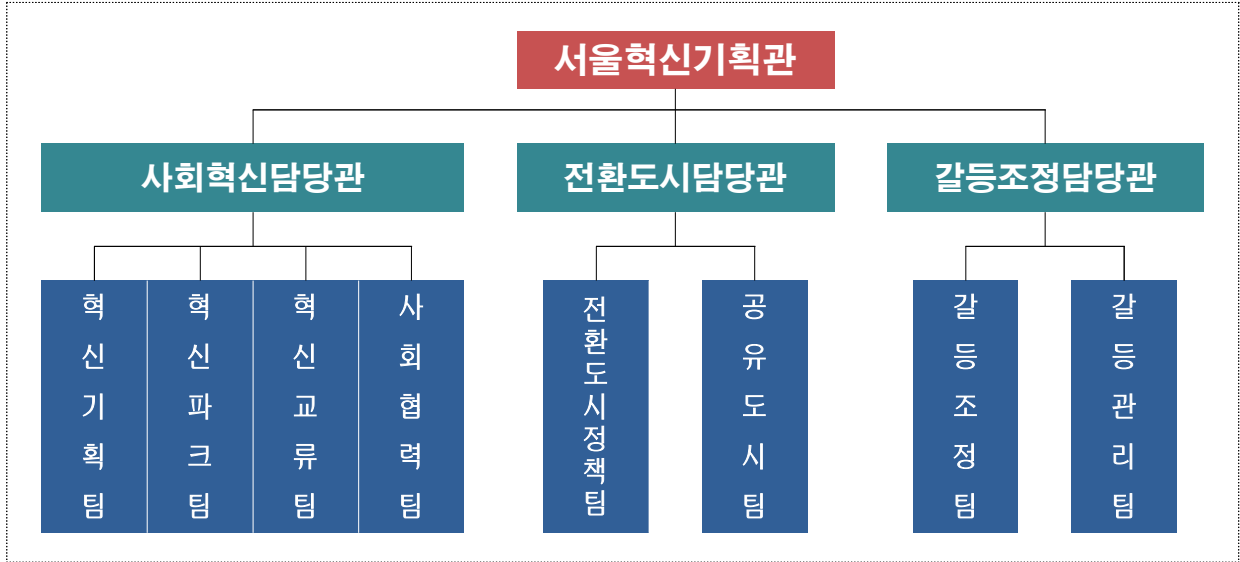 서울혁신기획관
사회혁신담당관
전환도시담당관
갈등조정담당관
혁신기획팀
혁신파크팀
혁신교류팀
사회협력팀
전환도시정책팀
공유도시팀
갈등조정팀
갈등관리팀